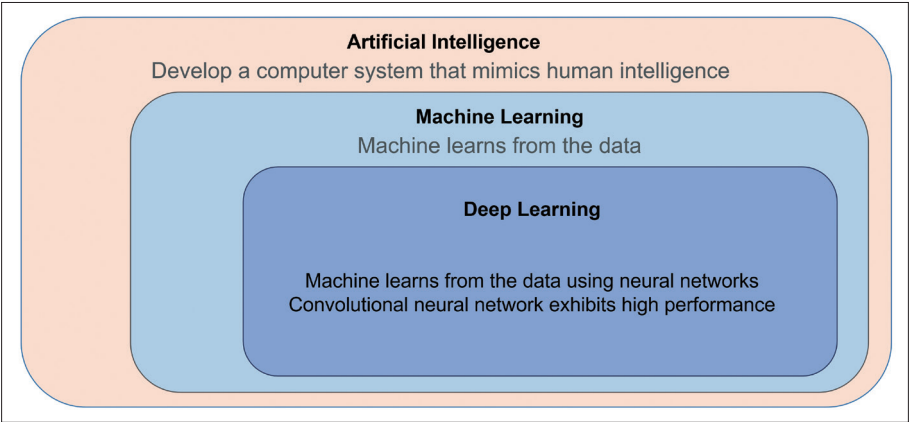 Artificial Intelligence
Develop a computer system that mimics human intelligence
Machine Learning
Machine learns from the data
Deep Learning
Machine learns from the data using neural networks
Convolutional neural network exhibits high performance